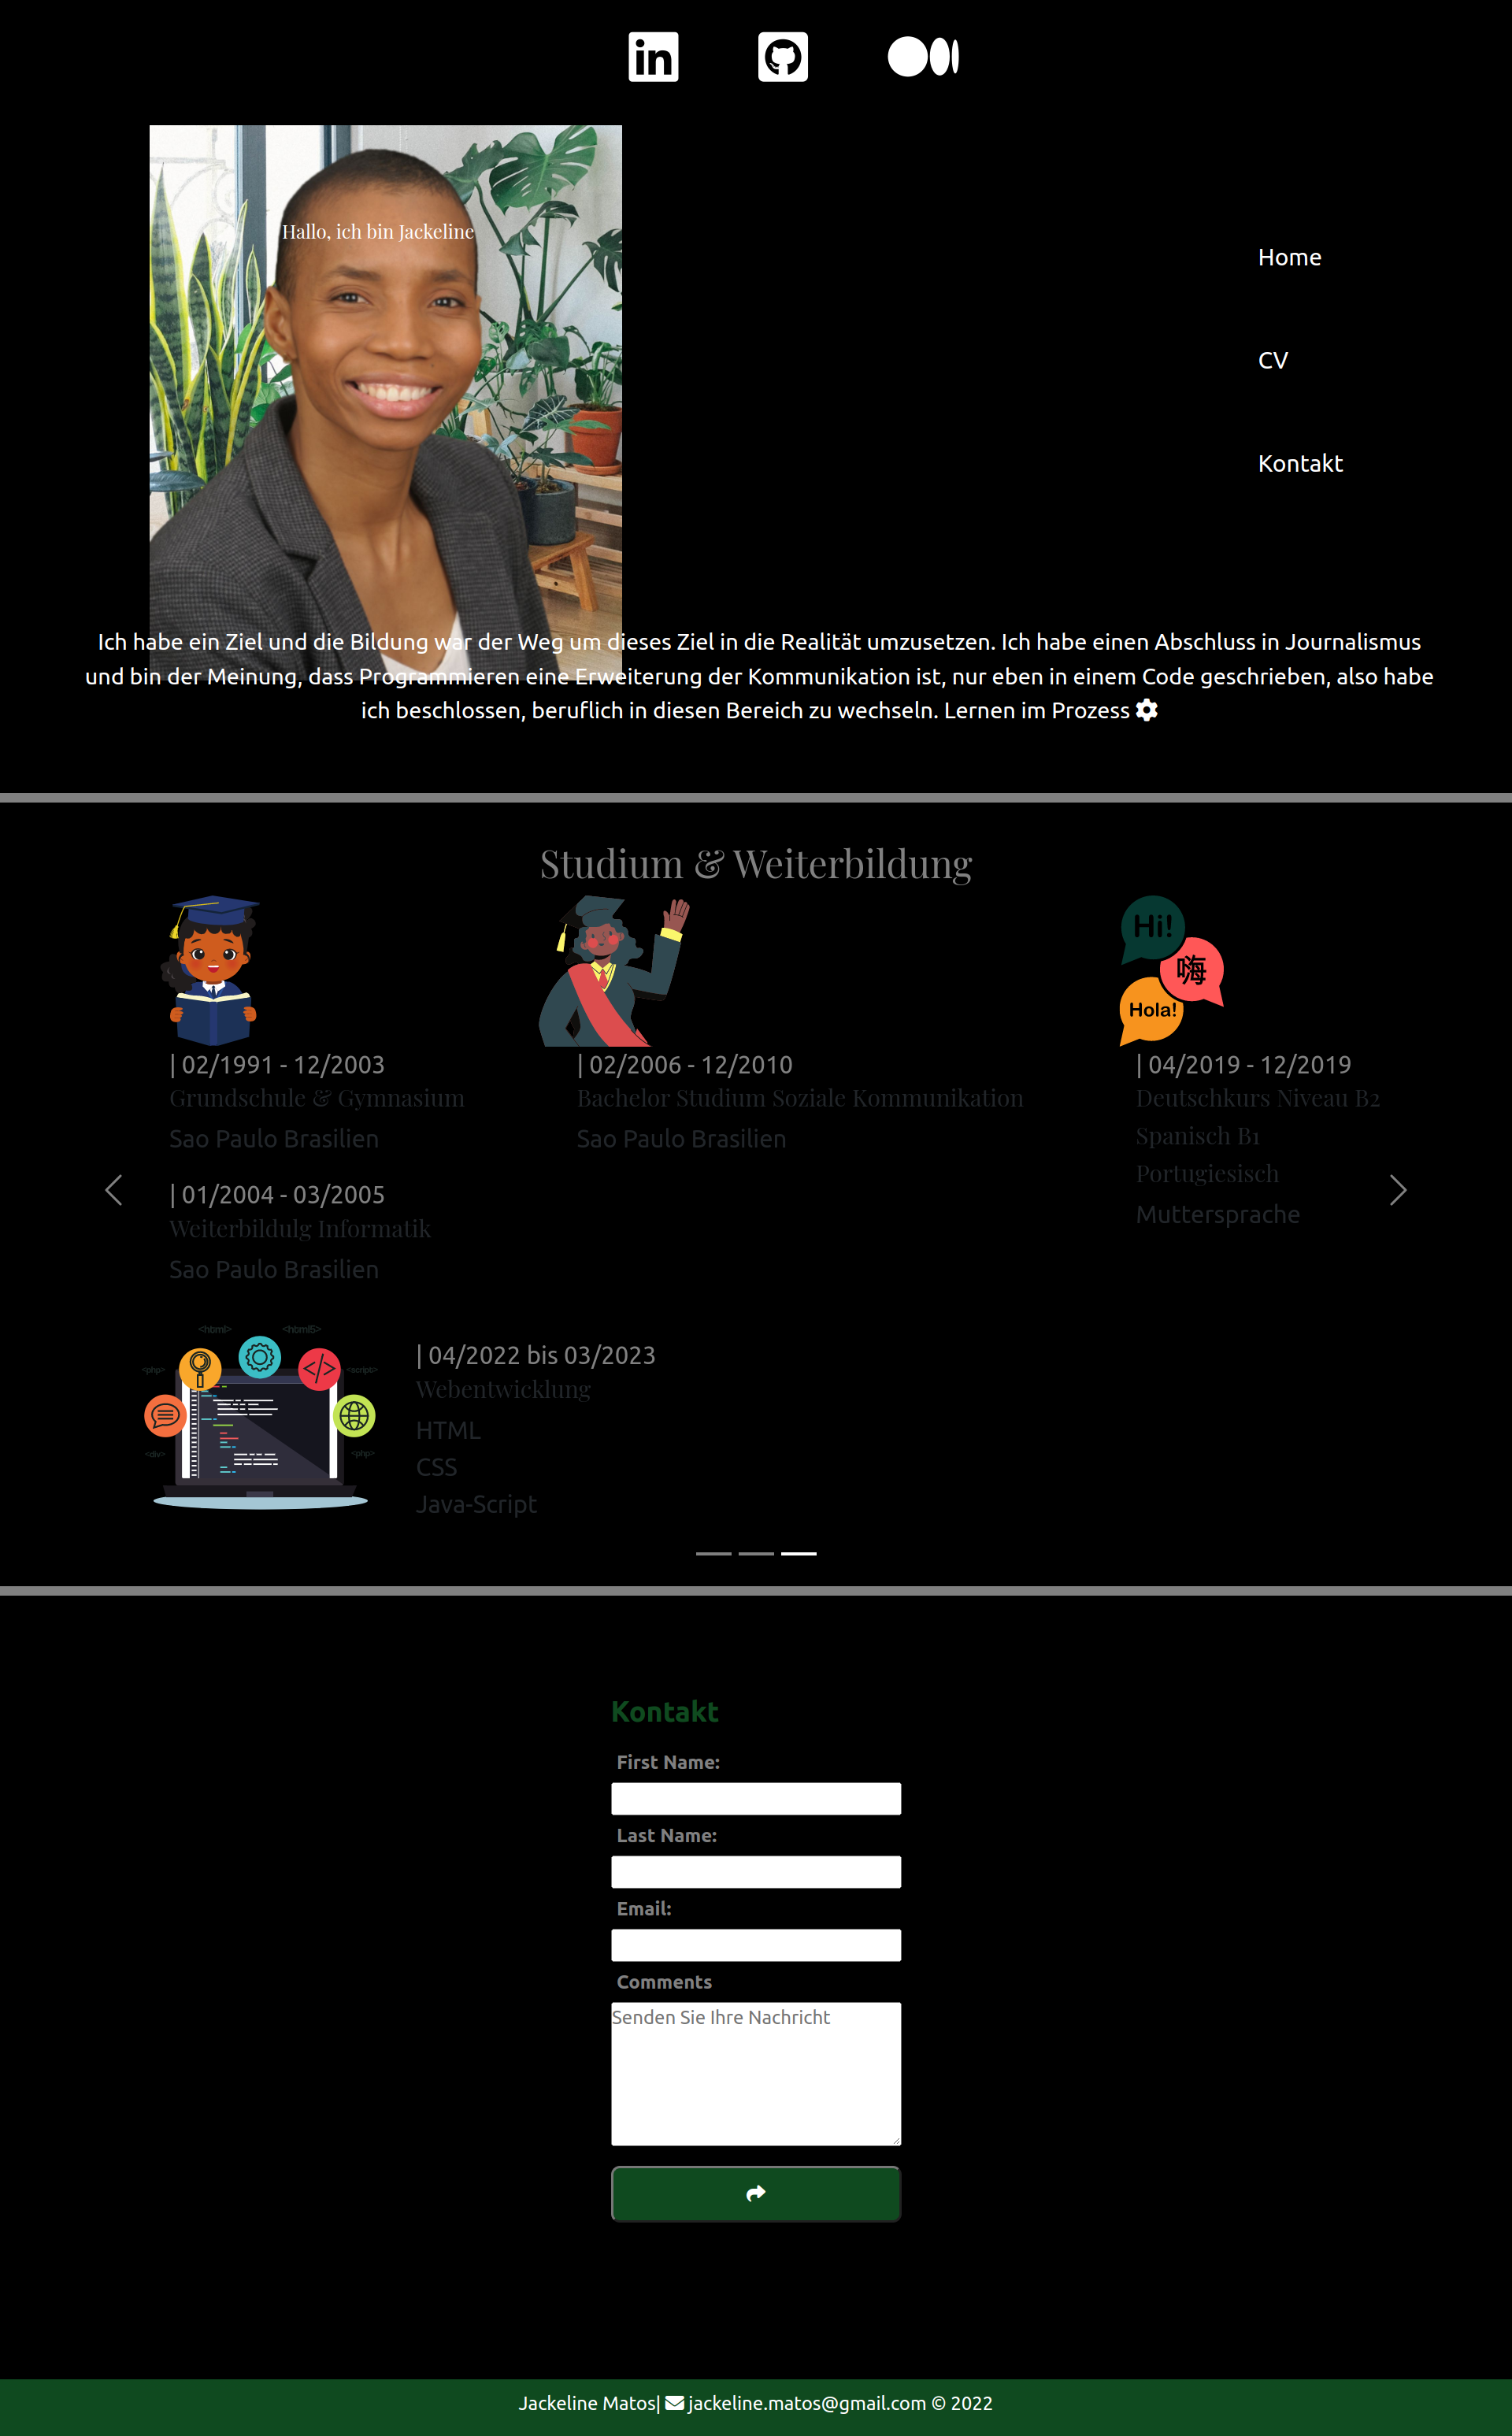 in
Hallo, ich bin Jackeline
Home
CV
Kontakt
Ich habe ein Ziel und die Bildung war der Weg um dieses Ziel in die Realität umzusetzen. Ich habe einen Abschluss in Journalismus
und bin der Meinung, dass Programmieren eine Erweiterung der Kommunikation ist, nur eben in einem Code geschrieben, also habe
ich beschlossen, beruflich in diesen Bereich zu wechseln. Lernen im Prozess
Studium & Weiterbildung
Hi!
嗨
Hola!
| 02/1991 - 12/2003
Grundschule & Gymnasium
Sao Paulo Brasilien
| 01/2004 - 03/2005
Weiterbildulg Informatik
Sao Paulo Brasilien
| 02/2006 - 12/2010
Bachelor Studium Soziale Kommunikation
Sao Paulo Brasilien
| 04/2019 - 12/2019
Deutschkurs Niveau B2
Spanisch B1
Portugiesisch
Muttersprache
<html>
<html5>
<php>
</>
<script>
<div>
<php>
| 04/2022 bis 03/2023
Webentwicklung
HTML
CSS
Java-Script
Kontakt
First Name:
Last Name:
Email:
Comments
Senden Sie Ihre Nachricht
Jackeline Matos| jackeline.matos@gmail.com © 2022